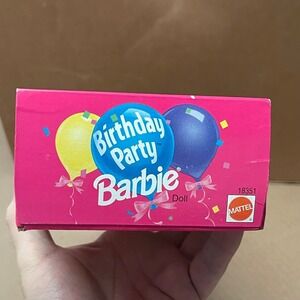 Birthday
Party
Barbie
Doll
18351
MATTEL